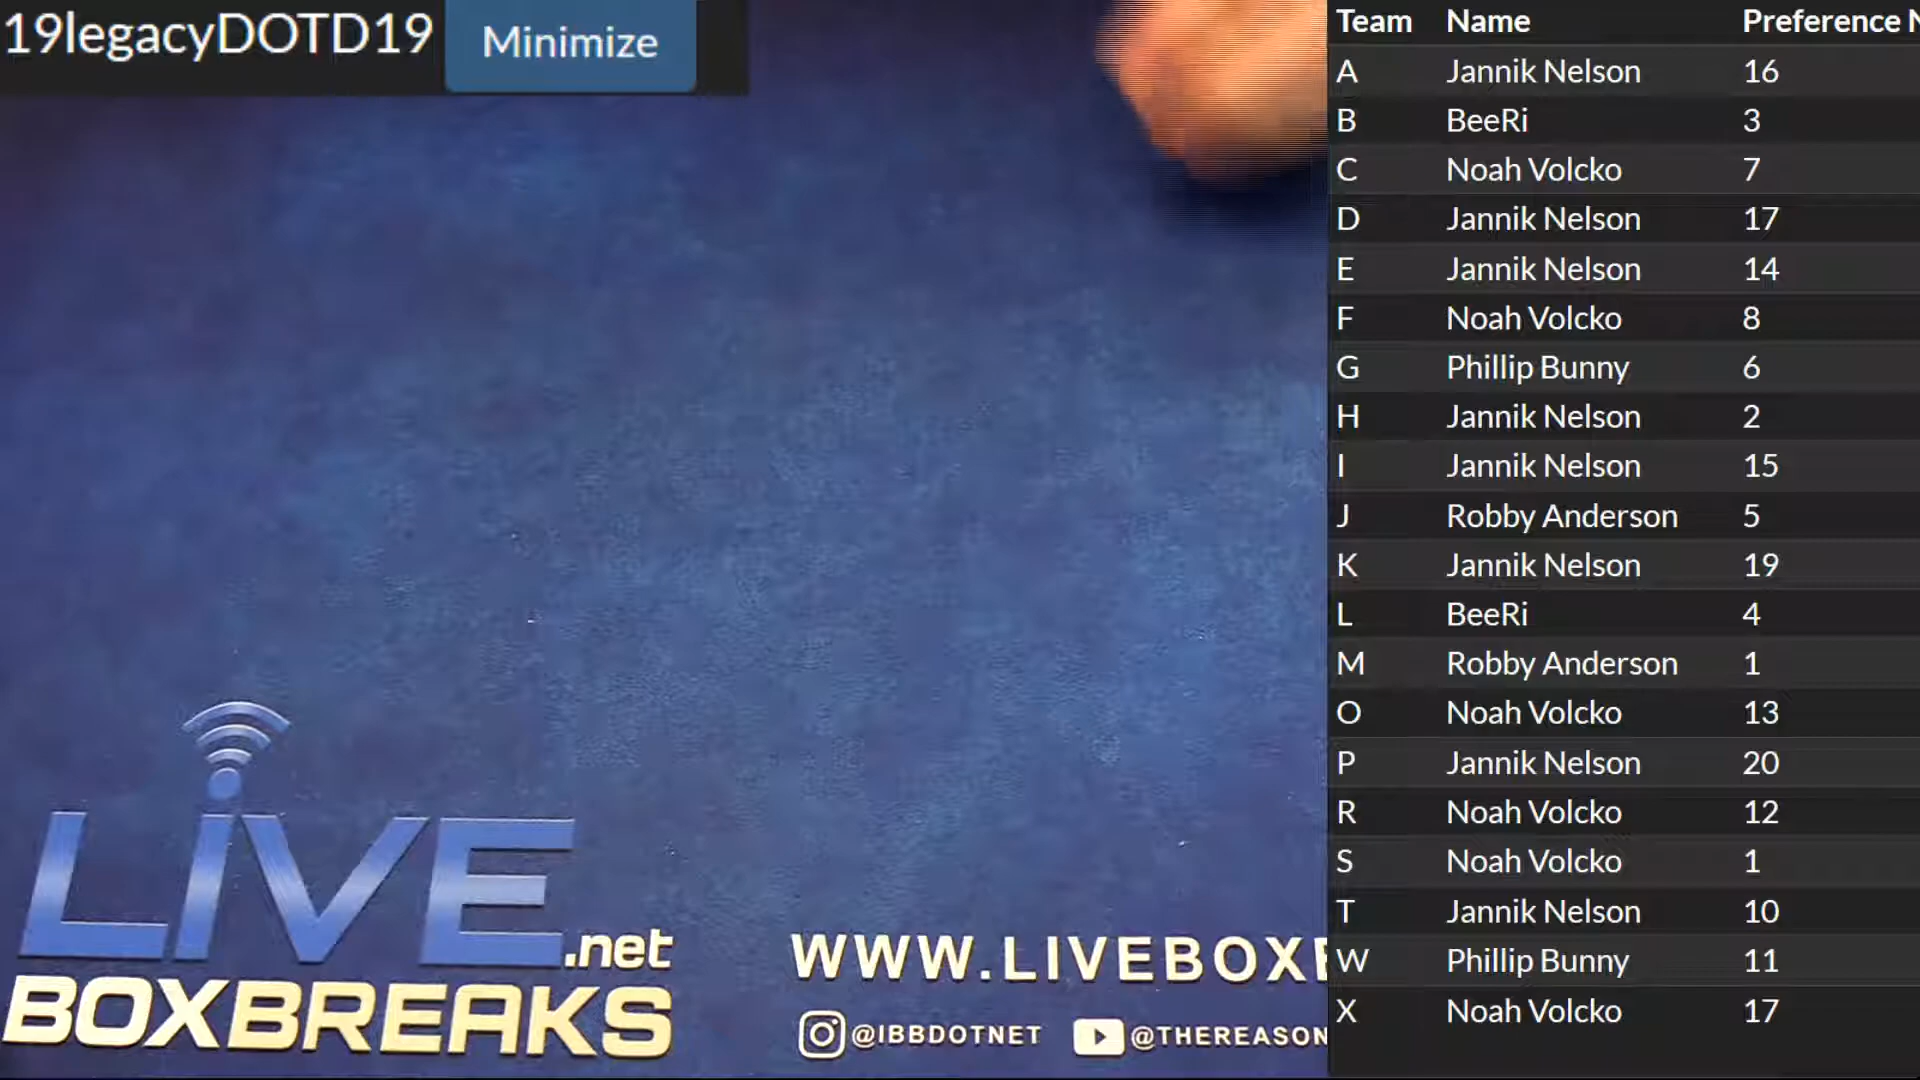 19legacyDOTD19
Minimize
Team Name Preference N
A Jannik Nelson 16
B BeeRi 3
C Noah Volcko 7
D Jannik Nelson 17
E Jannik Nelson 14
F Noah Volcko 8
G Phillip Bunny 6
H Jannik Nelson 2
I Jannik Nelson 15
J Robby Anderson 5
K Jannik Nelson 19
L BeeRi 4
M Robby Anderson 1
O Noah Volcko 13
P Jannik Nelson 20
R Noah Volcko 12
S Noah Volcko 1
T Jannik Nelson 10
W Phillip Bunny 11
X Noah Volcko 17
LIVE.net
BOXBREAKS
WWW.LIVEBOX
@IBBDOTNET @THEREASON